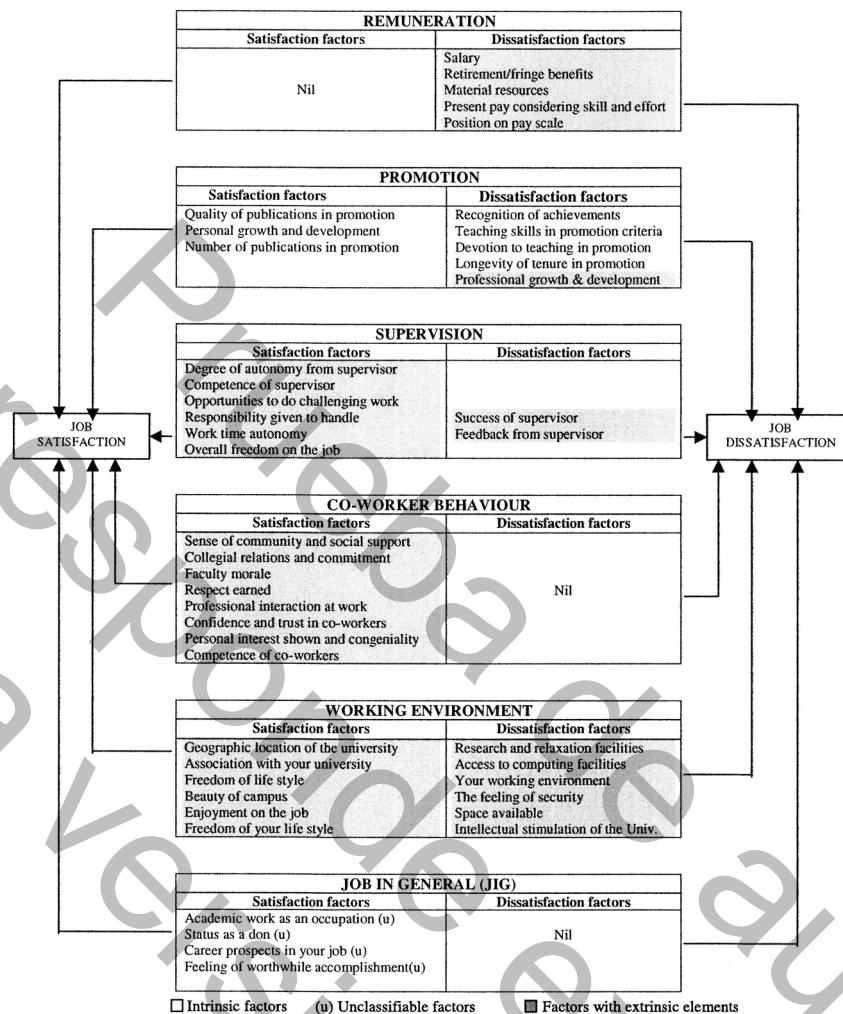 REMUNERATION
Satisfaction factors
Dissatisfaction factors
Nil
Salary
Retirement/fringe benefits
Material resources
Present pay considering skill and effort
Position on pay scale
PROMOTION
Satisfaction factors
Dissatisfaction factors
Quality of publications in promotion
Personal growth and development
Number of publications in promotion
Recognition of achievements
Teaching skills in promotion criteria
Devotion to teaching in promotion
Longevity of tenure in promotion
Professional growth & development
SUPERVISION
Satisfaction factors
Dissatisfaction factors
Degree of autonomy from supervisor
Competence of supervisor
Opportunities to do challenging work
Responsibility given to handle
Work time autonomy
Overall freedom on the job
Success of supervisor
Feedback from supervisor
JOB
SATISFACTION
JOB
DISSATISFACTION
CO-WORKER BEHAVIOUR
Satisfaction factors
Dissatisfaction factors
Sense of community and social support
Collegial relations and commitment
Faculty morale
Respect earned
Professional interaction at work
Confidence and trust in co-workers
Personal interest shown and congeniality
Competence of co-workers
Nil
WORKING ENVIRONMENT
Satisfaction factors
Dissatisfaction factors
Geographic location of the university
Association with your university
Freedom of life style
Beauty of campus
Enjoyment on the job
Freedom of your life style
Research and relaxation facilities
Access to computing facilities
Your working environment
The feeling of security
Space available
Intellectual stimulation of the Univ.
JOB IN GENERAL (JIG)
Satisfaction factors
Dissatisfaction factors
Academic work as an occupation (u)
Status as a don (u)
Career prospects in your job (u)
Feeling of worthwhile accomplishment(u)
Nil
Intrinsic factors (u) Unclassifiable factors Factors with extrinsic elements
Prueba de